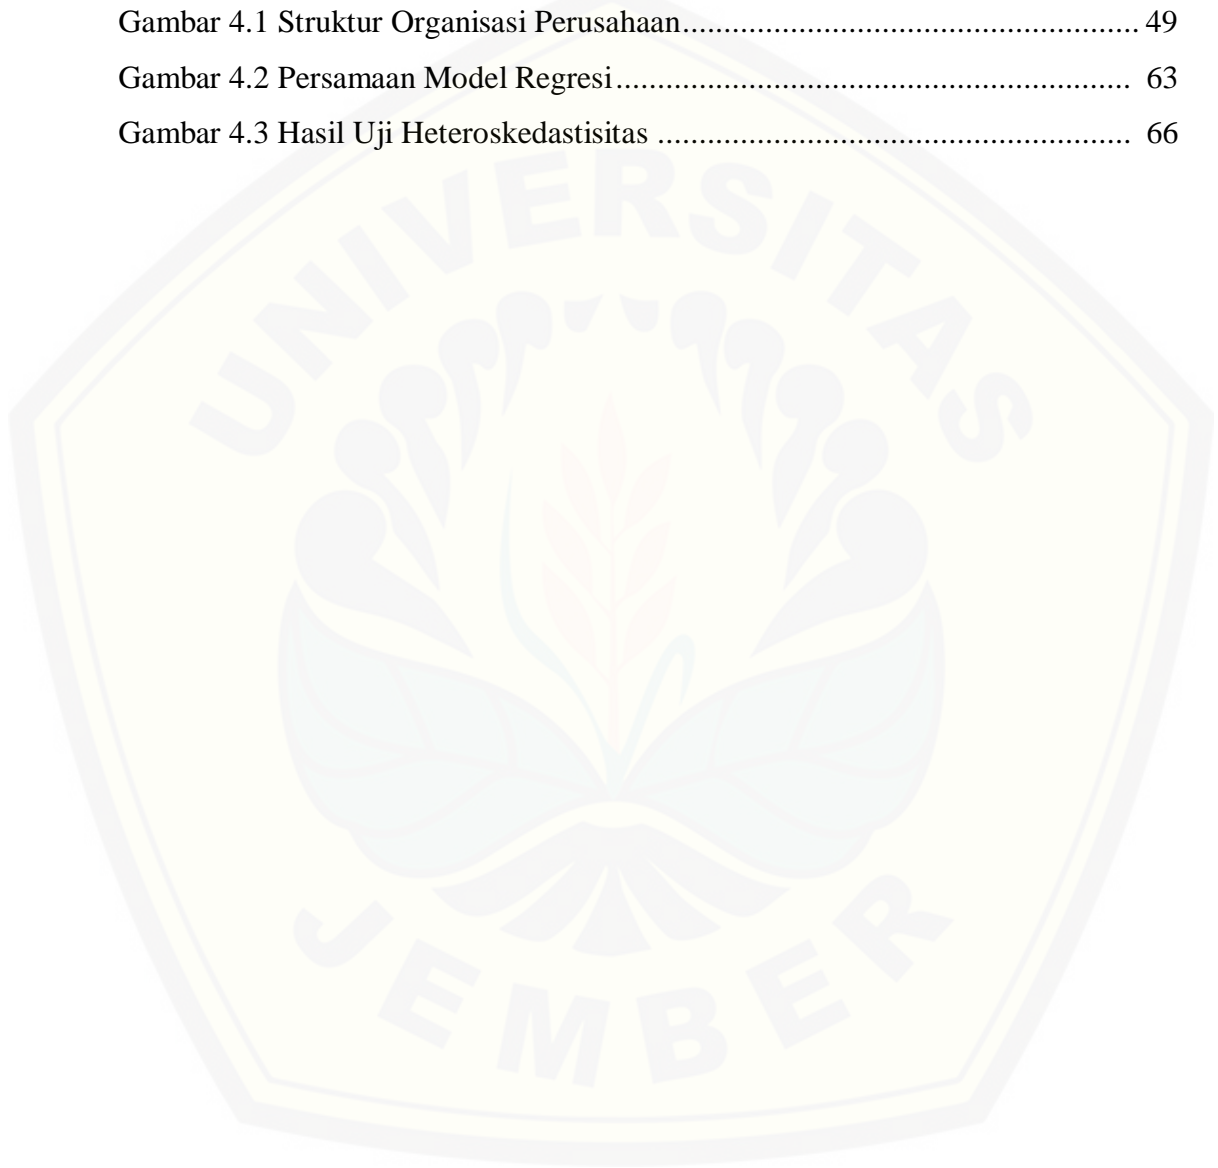 Gambar 4.1 Struktur Organisasi Perusahaan......................................................... 49
Gambar 4.2 Persamaan Model Regresi................................................................ 63
Gambar 4.3 Hasil Uji Heteroskedastisitas ........................................................... 66
UNIVERSITAS
JEMBER